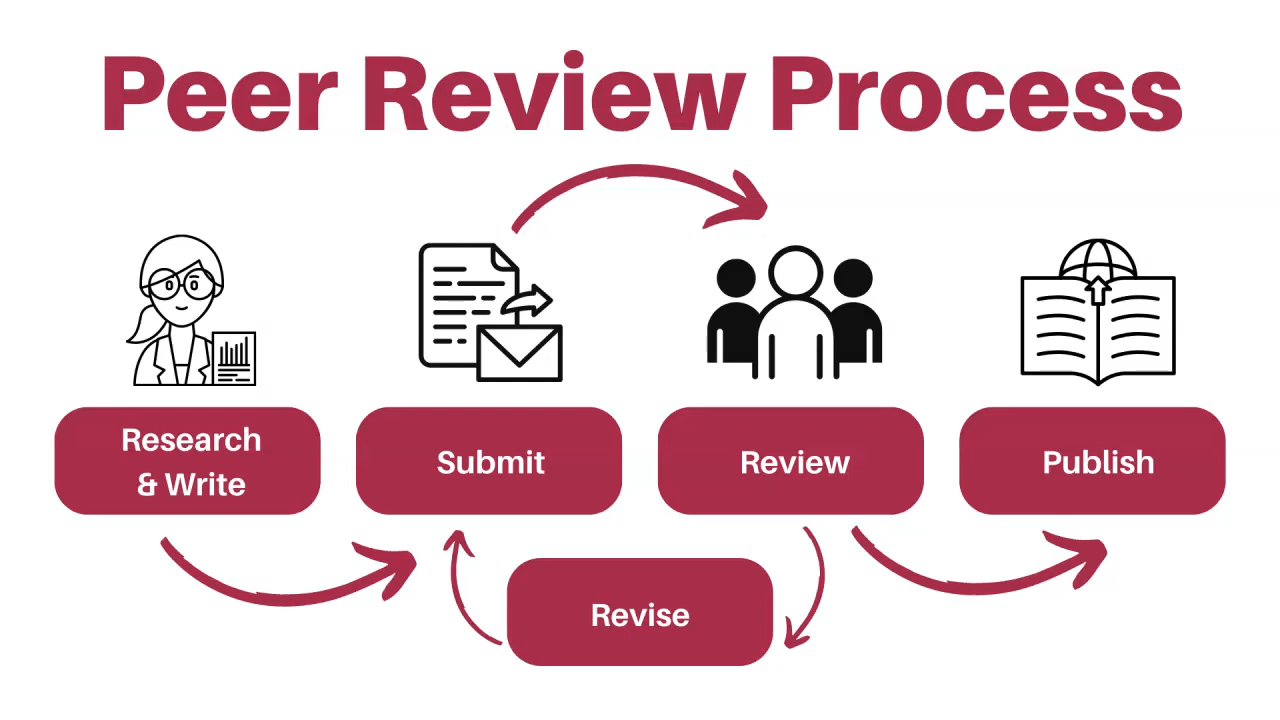 Peer Review Process
Research
& Write
Submit
Review
Publish
Revise